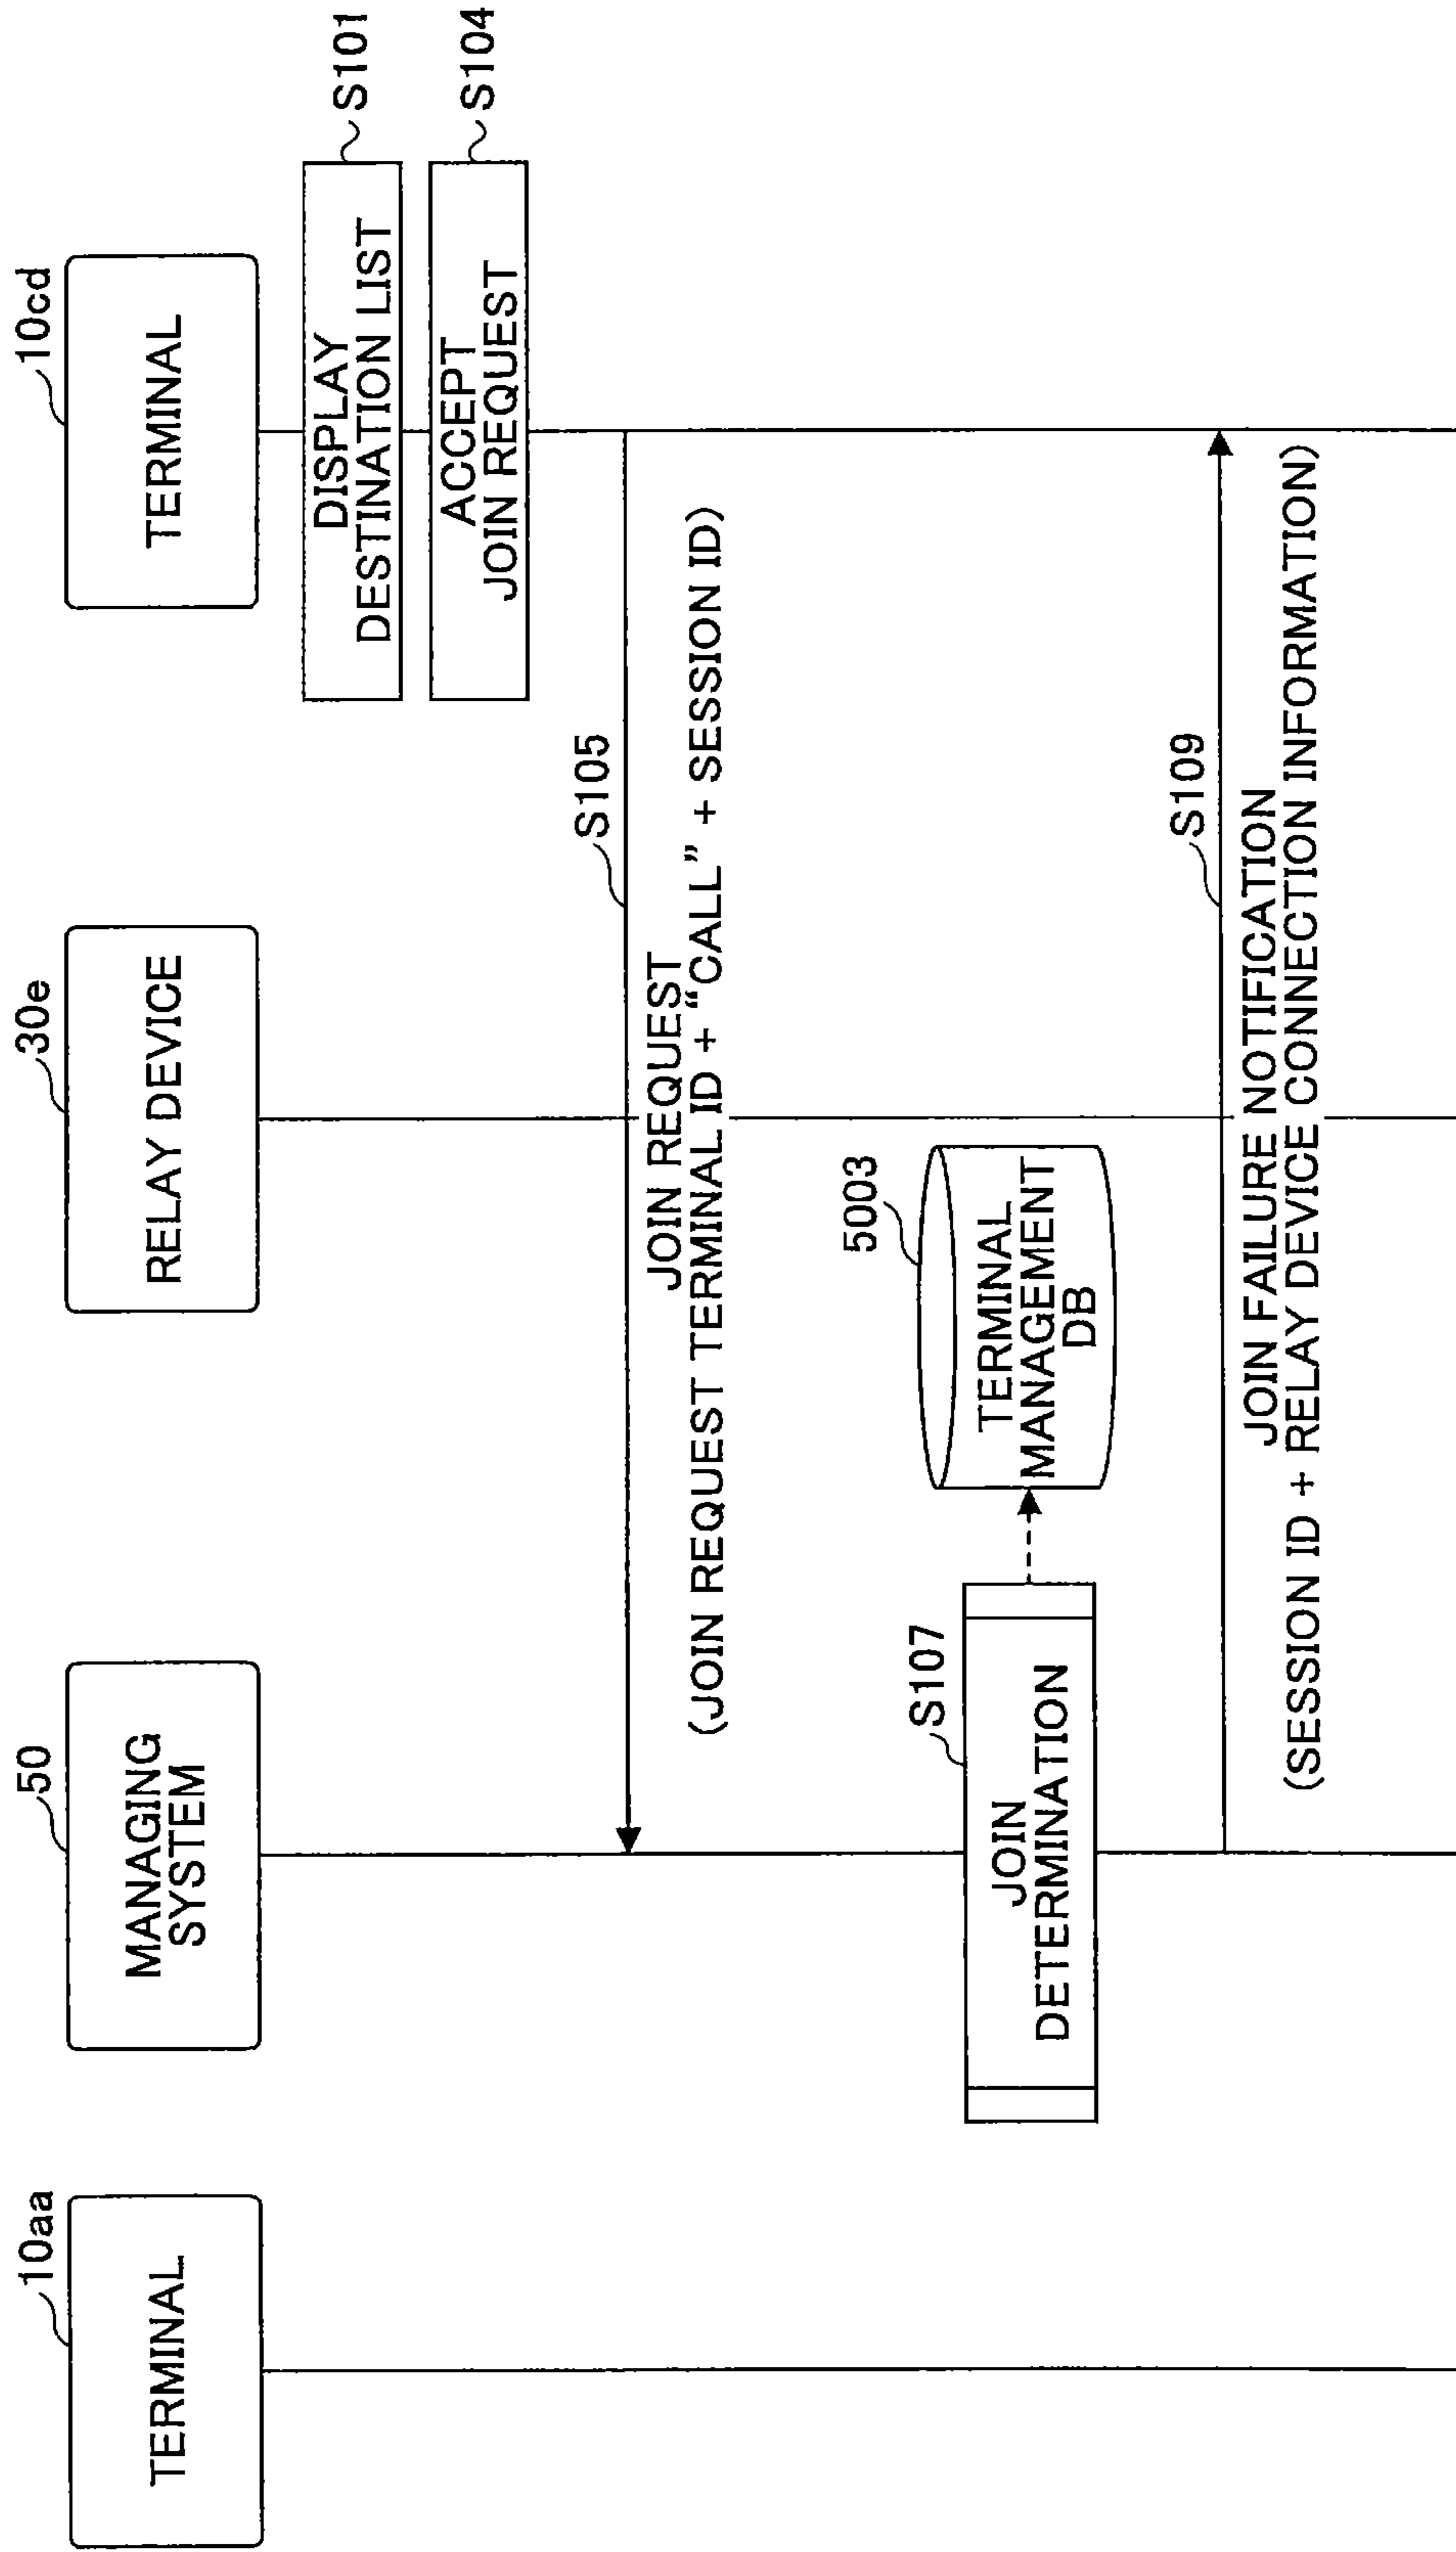 10aa
TERMINAL
50
MANAGING
SYSTEM
30e
RELAY DEVICE
10cd
TERMINAL
DISPLAY
DESTINATION LIST
S101
ACCEPT
JOIN REQUEST
S104
S105
JOIN REQUEST
(JOIN REQUEST TERMINAL ID + “CALL” + SESSION ID)
S107
JOIN
DETERMINATION
5003
TERMINAL
MANAGEMENT
DB
S109
JOIN FAILURE NOTIFICATION
(SESSION ID + RELAY DEVICE CONNECTION INFORMATION)